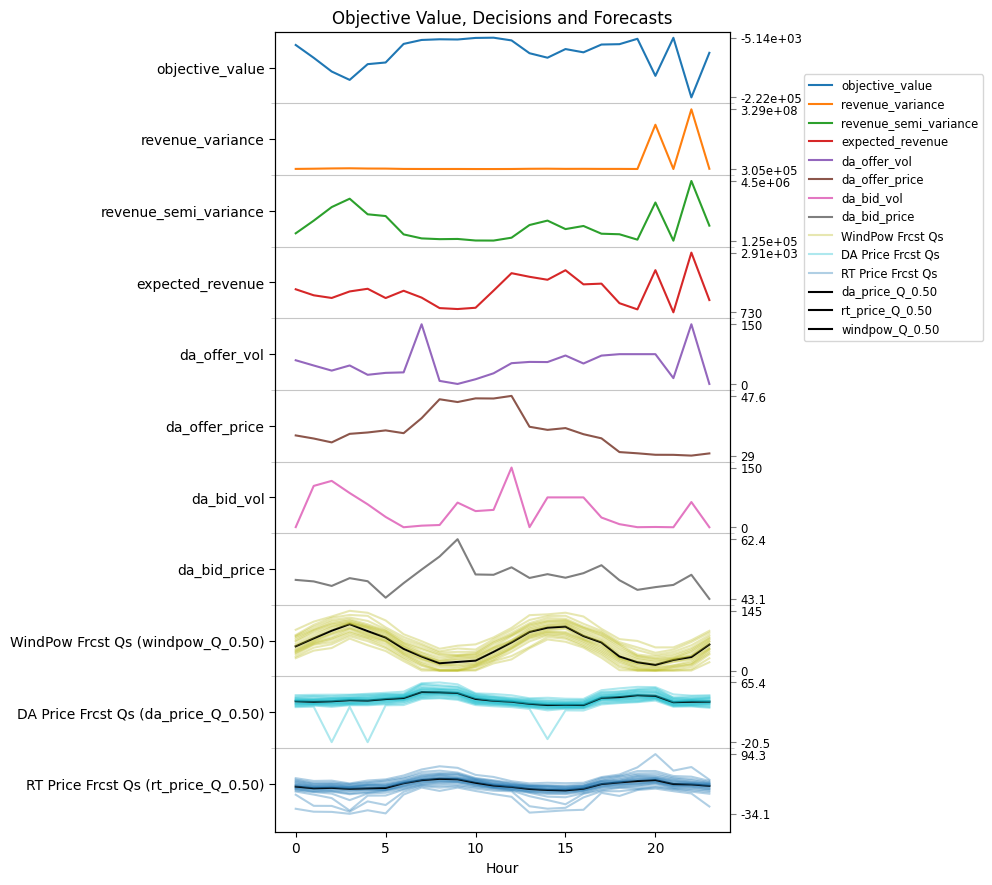 Objective Value, Decisions and Forecasts
objective_value
-5.14e+03
-2.22e+05
revenue_variance
3.29e+08
3.05e+05
revenue_semi_variance
4.5e+06
1.25e+05
expected_revenue
2.91e+03
730
da_offer_vol
150
0
da_offer_price
47.6
29
da_bid_vol
150
0
da_bid_price
62.4
43.1
WindPow Frcst Qs (windpow_Q_0.50)
145
0
DA Price Frcst Qs (da_price_Q_0.50)
65.4
-20.5
RT Price Frcst Qs (rt_price_Q_0.50)
94.3
-34.1
0 5 10 15 20
Hour
objective_value
revenue_variance
revenue_semi_variance
expected_revenue
da_offer_vol
da_offer_price
da_bid_vol
da_bid_price
WindPow Frcst Qs
DA Price Frcst Qs
RT Price Frcst Qs
da_price_Q_0.50
rt_price_Q_0.50
windpow_Q_0.50